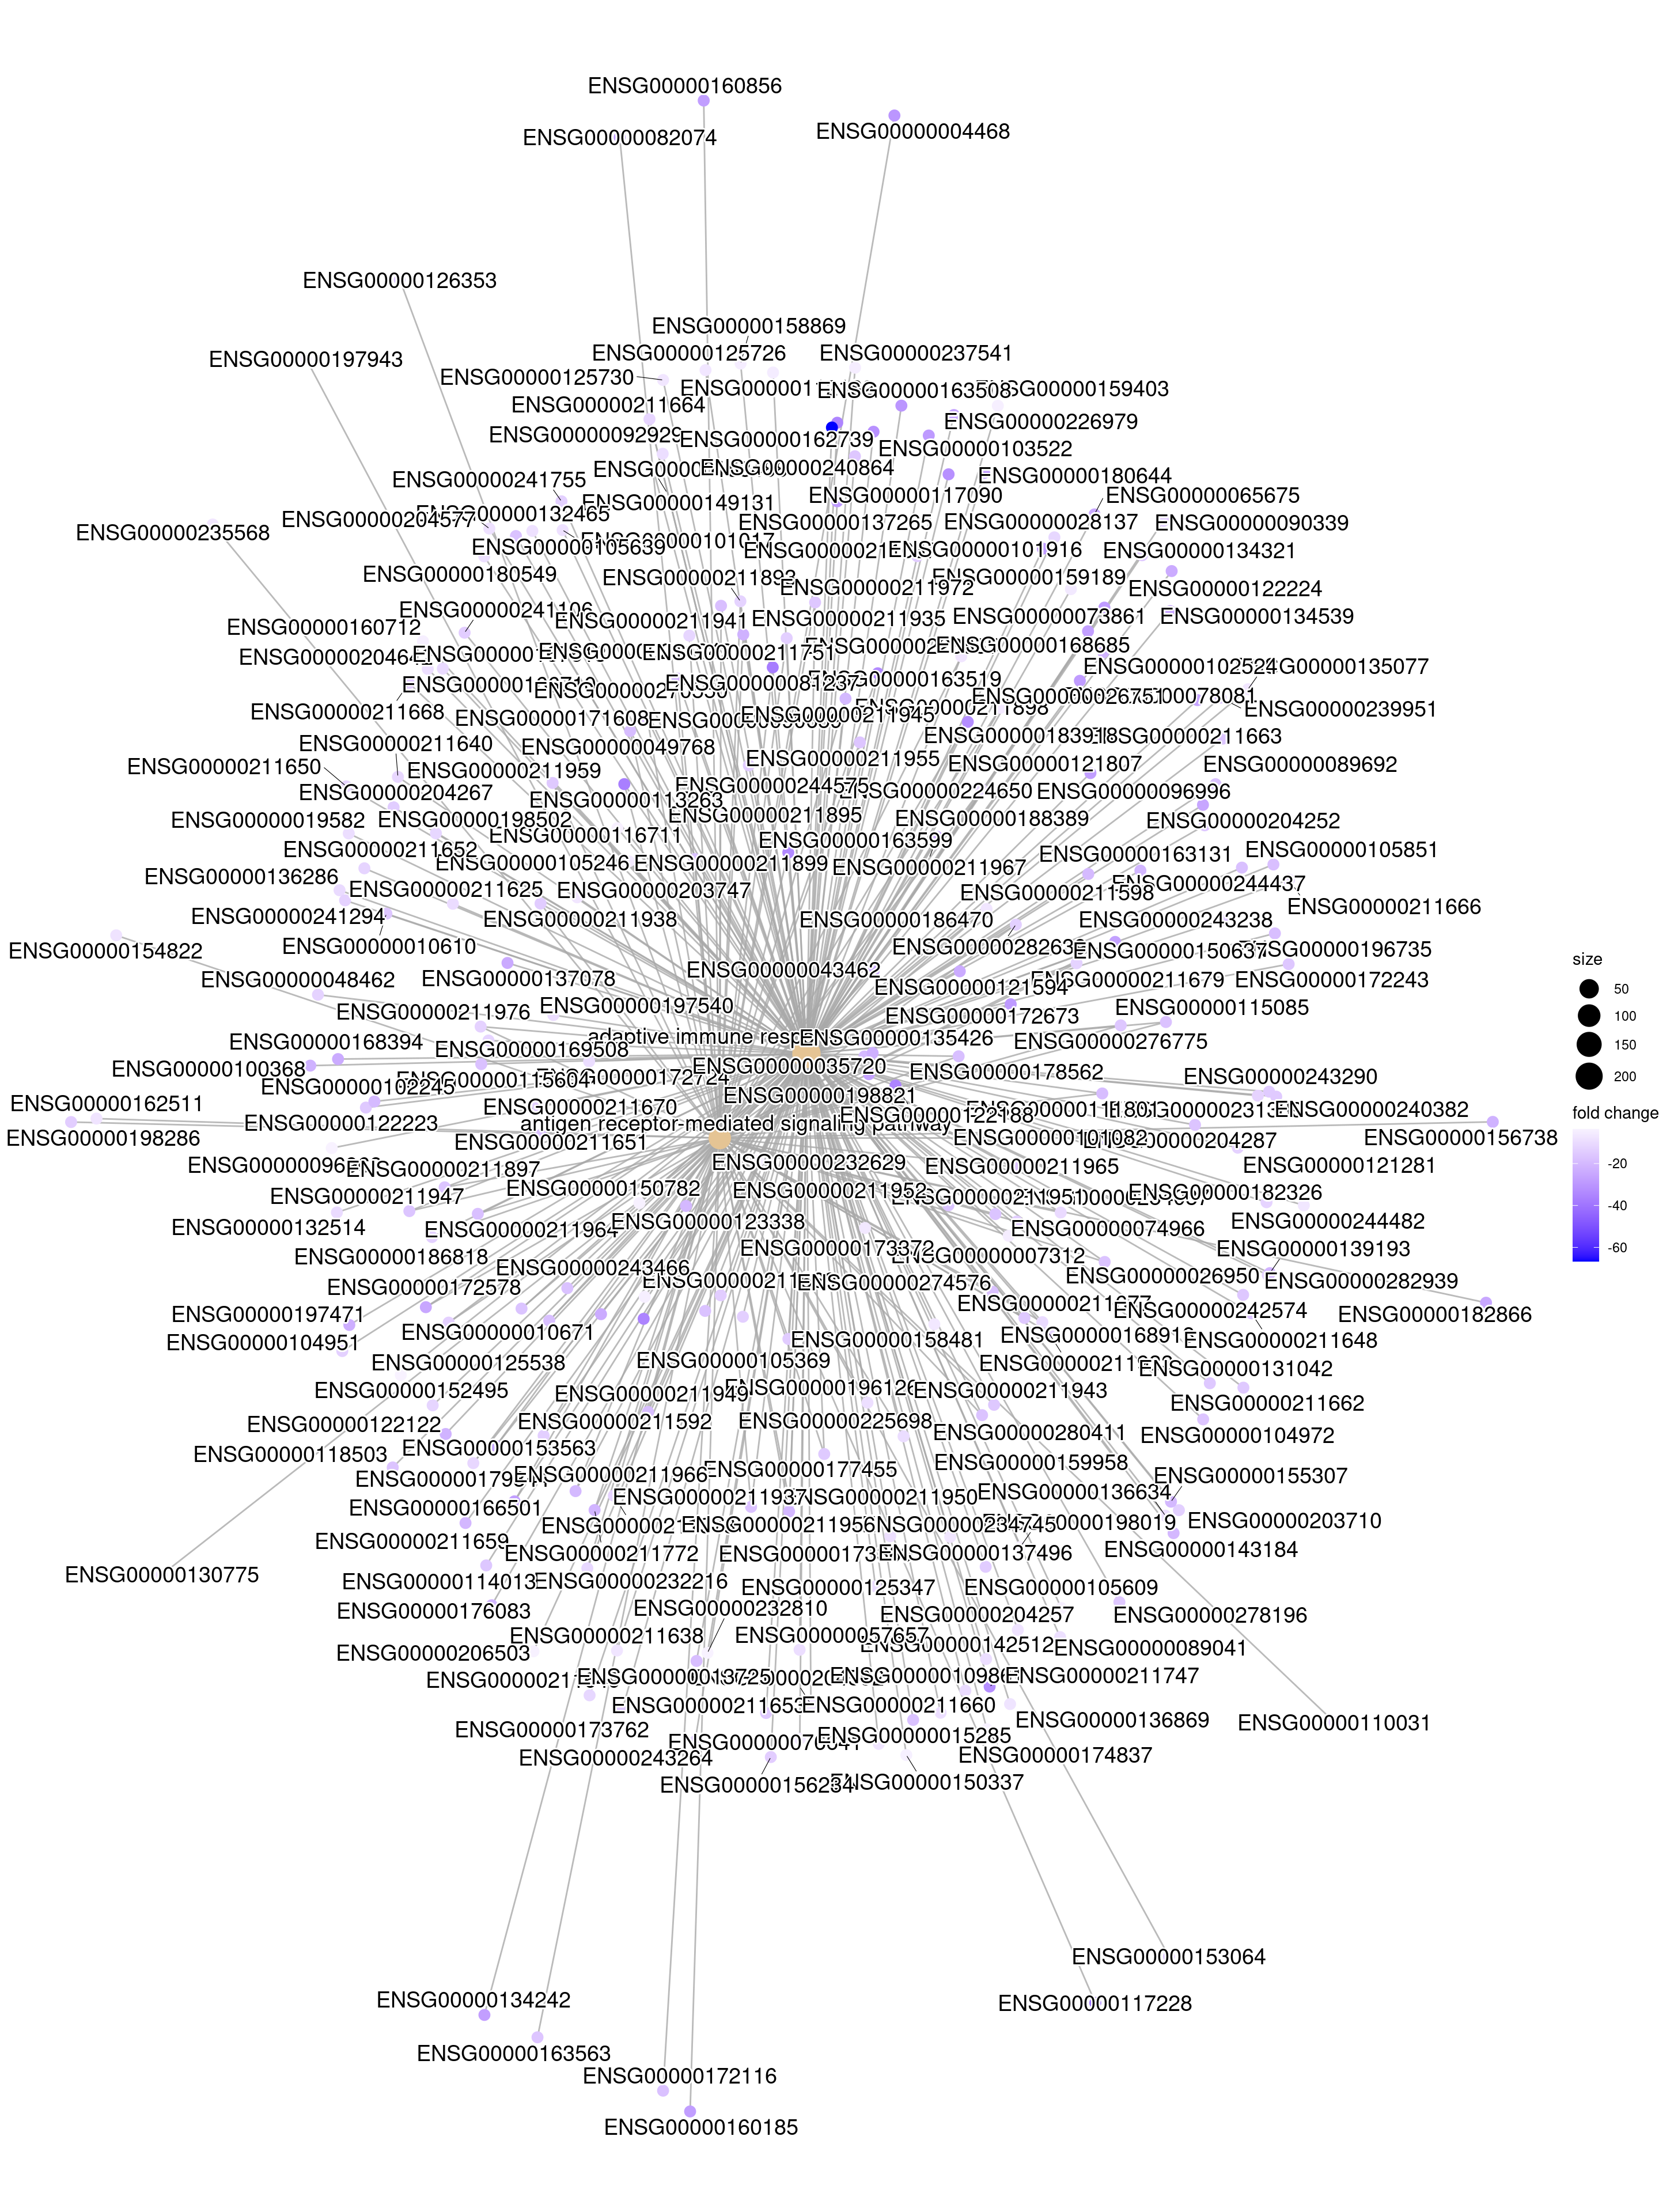 ENSG00000160856
ENSG00000004468
ENSG00000082074
ENSG00000126353
ENSG00000158869
ENSG00000125726
ENSG00000237541
ENSG00000197943
ENSG00000125730
ENSG00000163508
ENSG00000159403
ENSG00000211664
ENSG00000226979
ENSG00000092929
ENSG00000162739
ENSG00000103522
ENSG00000240864
ENSG00000180644
ENSG00000241755
ENSG00000149131
ENSG00000117090
ENSG00000065675
ENSG00000204577
ENSG00000132465
ENSG00000137265
ENSG00000028137
ENSG00000090339
ENSG00000235568
ENSG00000105639
ENSG00000101017
ENSG00000101916
ENSG00000134321
ENSG00000180549
ENSG00000211893
ENSG00000211972
ENSG00000159189
ENSG00000122224
ENSG00000241106
ENSG00000211941
ENSG00000211935
ENSG00000073861
ENSG00000134539
ENSG00000160712
ENSG00000211751
ENSG00000168685
ENSG00000102524
ENSG00000135077
ENSG00000081237
ENSG00000163519
ENSG00000211668
ENSG00000171608
ENSG00000211945
ENSG00000211898
ENSG00000239951
ENSG00000211640
ENSG00000049768
ENSG00000183918
ENSG00000211663
ENSG00000211650
ENSG00000211959
ENSG00000211955
ENSG00000121807
ENSG00000089692
ENSG00000204267
ENSG00000113263
ENSG00000244575
ENSG00000224650
ENSG00000096996
ENSG00000019582
ENSG00000198502
ENSG00000116711
ENSG00000211895
ENSG00000188389
ENSG00000204252
ENSG00000211652
ENSG00000105246
ENSG00000211899
ENSG00000163599
ENSG00000211967
ENSG00000163131
ENSG00000105851
ENSG00000136286
ENSG00000211625
ENSG00000203747
ENSG00000211598
ENSG00000244437
ENSG00000241294
ENSG00000211938
ENSG00000186470
ENSG00000243238
ENSG00000211666
ENSG00000154822
ENSG00000010610
ENSG00000150637
ENSG00000196735
ENSG00000048462
ENSG00000137078
ENSG00000043462
ENSG00000121594
ENSG00000211679
ENSG00000172243
ENSG00000211976
ENSG00000197540
ENSG00000172673
ENSG00000115085
ENSG00000168394
ENSG00000169508
ENSG00000135426
ENSG00000276775
ENSG00000100368
ENSG00000102245
ENSG00000115604
ENSG00000172724
ENSG00000035720
ENSG00000178562
ENSG00000243290
ENSG00000162511
ENSG00000211670
ENSG00000198821
ENSG00000122188
ENSG00000240382
ENSG00000198286
ENSG00000122223
antigen receptor-mediated signaling pathway
ENSG00000211651
ENSG00000101082
ENSG00000204287
ENSG00000156738
ENSG00000211897
ENSG00000232629
ENSG00000211965
ENSG00000121281
ENSG00000211947
ENSG00000150782
ENSG00000211952
ENSG00000211951
ENSG00000182326
ENSG00000132514
ENSG00000211964
ENSG00000123338
ENSG00000074966
ENSG00000244482
ENSG00000186818
ENSG00000243466
ENSG00000173372
ENSG00000007312
ENSG00000139193
ENSG00000172578
ENSG00000274576
ENSG00000026950
ENSG00000282939
ENSG00000197471
ENSG00000211677
ENSG00000242574
ENSG00000182866
ENSG00000104951
ENSG00000010671
ENSG00000158481
ENSG00000211648
ENSG00000125538
ENSG00000105369
ENSG00000131042
ENSG00000152495
ENSG00000211949
ENSG00000196126
ENSG00000211943
ENSG00000211662
ENSG00000122122
ENSG00000211592
ENSG00000225698
ENSG00000280411
ENSG00000104972
ENSG00000118503
ENSG00000153563
ENSG00000211966
ENSG00000177455
ENSG00000159958
ENSG00000155307
ENSG00000166501
ENSG00000211937
ENSG00000211950
ENSG00000136634
ENSG00000211659
ENSG00000211956
ENSG00000234745
ENSG00000198019
ENSG00000203710
ENSG00000130775
ENSG00000211772
ENSG00000137496
ENSG00000143184
ENSG00000114013
ENSG00000232216
ENSG00000125347
ENSG00000105609
ENSG00000176083
ENSG00000232810
ENSG00000204257
ENSG00000278196
ENSG00000206503
ENSG00000211638
ENSG00000057657
ENSG00000142512
ENSG00000089041
ENSG00000211747
ENSG00000211653
ENSG00000211660
ENSG00000136869
ENSG00000110031
ENSG00000173762
ENSG00000015285
ENSG00000243264
ENSG00000174837
ENSG00000156234
ENSG00000150337
ENSG00000153064
ENSG00000134242
ENSG00000117228
ENSG00000163563
ENSG00000172116
ENSG00000160185
size
50
100
150
200
fold change
-20
-40
-60